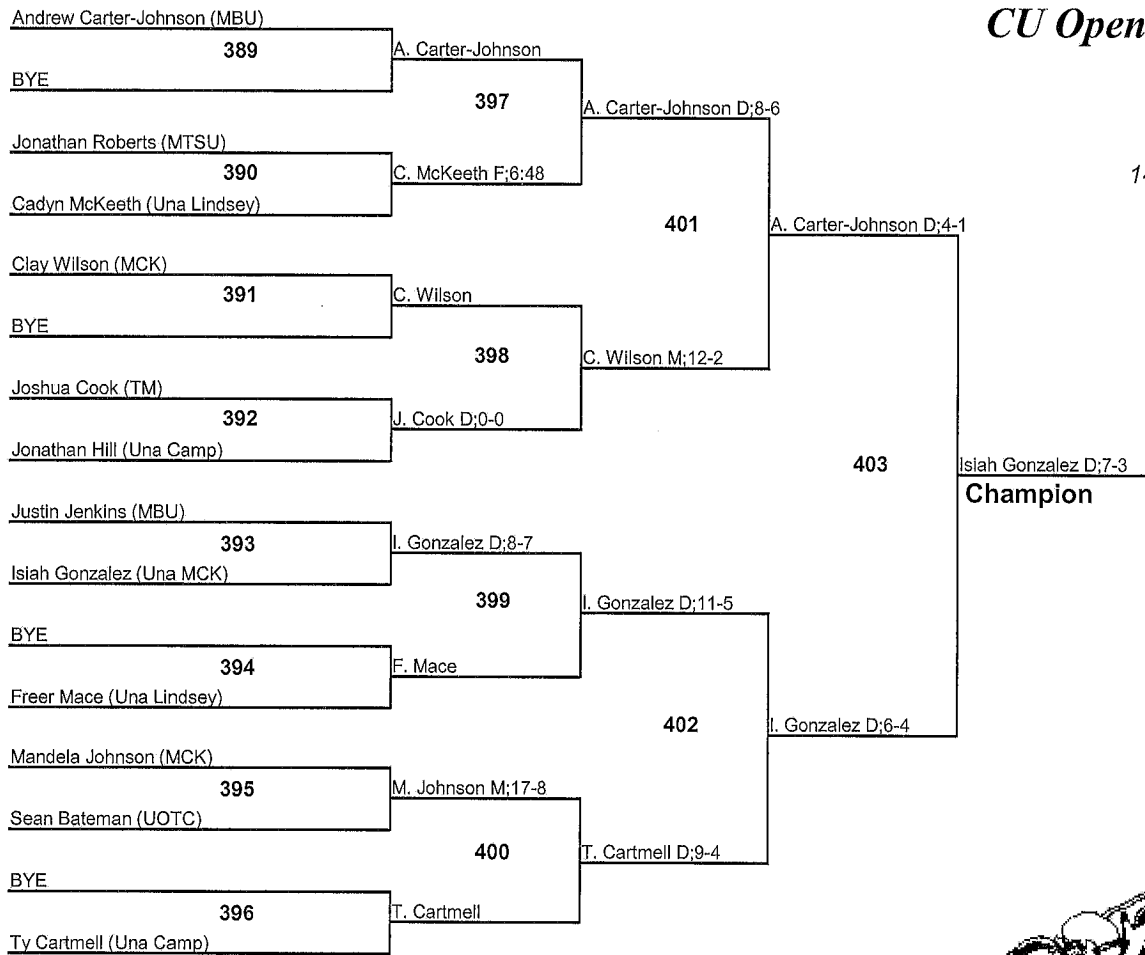 CU Open
Andrew Carter-Johnson (MBU)
389
BYE
A. Carter-Johnson
397
Jonathan Roberts (MTSU)
390
Cadyn McKeeth (Una Lindsey)
C. McKeeth F;6:48
A. Carter-Johnson D;8-6
401
Clay Wilson (MCK)
391
BYE
C. Wilson
398
Joshua Cook (TM)
392
Jonathan Hill (Una Camp)
J. Cook D;0-0
C. Wilson M;12-2
A. Carter-Johnson D;4-1
403
Justin Jenkins (MBU)
393
Isiah Gonzalez (Una MCK)
I. Gonzalez D;8-7
399
BYE
394
Freer Mace (Una Lindsey)
F. Mace
I. Gonzalez D;11-5
402
Mandela Johnson (MCK)
395
Sean Bateman (UOTC)
M. Johnson M;17-8
400
BYE
396
Ty Cartmell (Una Camp)
T. Cartmell
T. Cartmell D;9-4
I. Gonzalez D;6-4
Isiah Gonzalez D;7-3
Champion